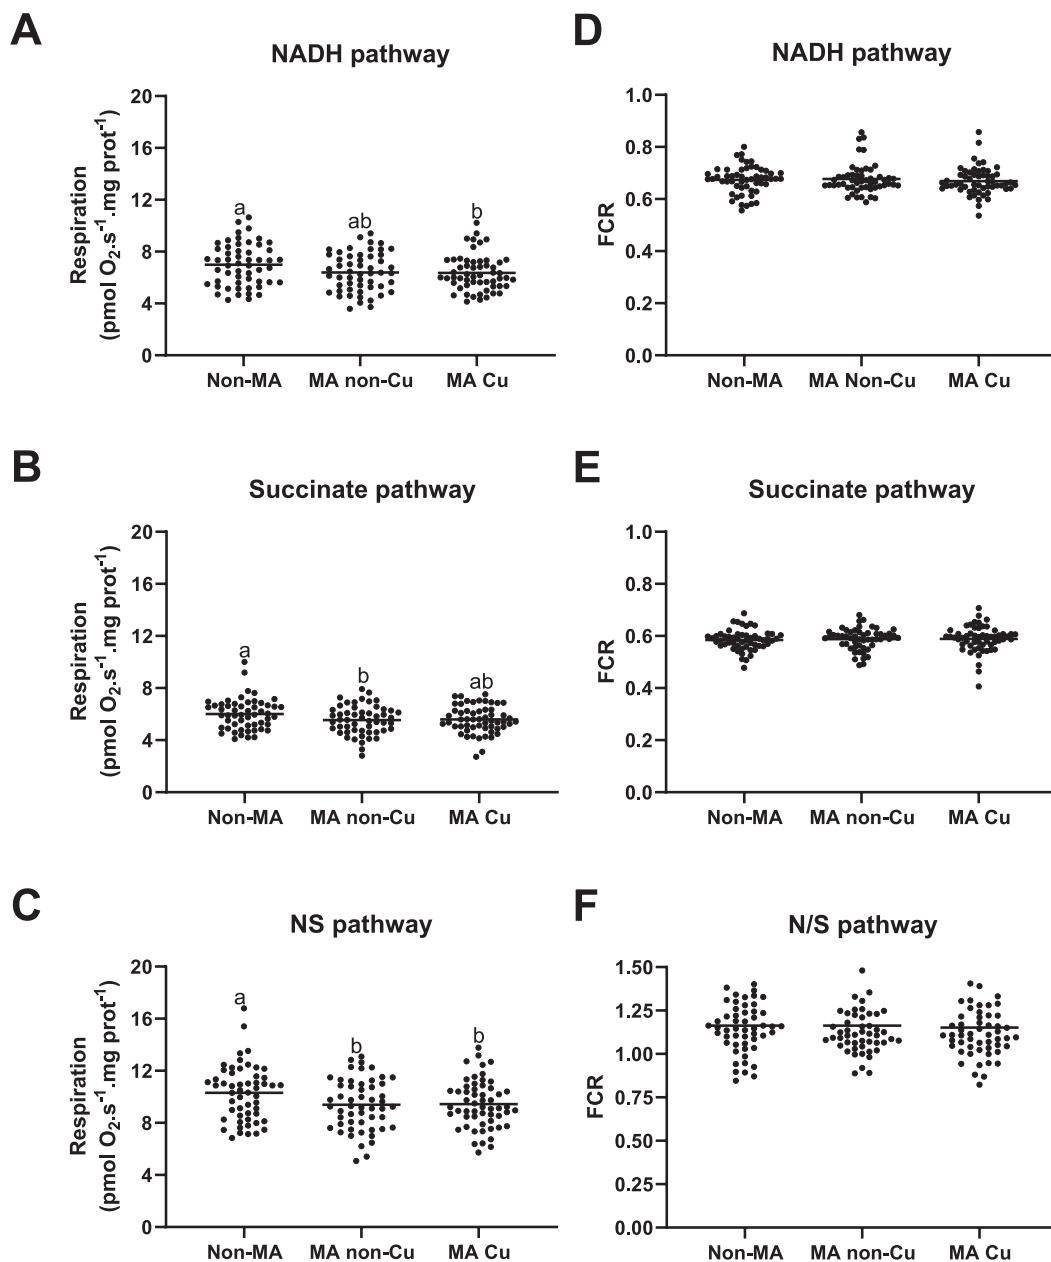 A
NADH pathway
Respiration
(pmol O₂.s⁻¹.mg prot⁻¹)
20
16
12
8
4
0
a
ab
b
Non-MA
MA non-Cu
MA Cu
D
NADH pathway
FCR
1.0
0.8
0.6
0.4
0.2
0.0
Non-MA
MA Non-Cu
MA Cu
B
Succinate pathway
Respiration
(pmol O₂.s⁻¹.mg prot⁻¹)
20
16
12
8
4
0
a
b
ab
Non-MA
MA non-Cu
MA Cu
E
Succinate pathway
FCR
1.0
0.8
0.6
0.4
0.2
0.0
Non-MA
MA non-Cu
MA Cu
C
NS pathway
Respiration
(pmol O₂.s⁻¹.mg prot⁻¹)
20
16
12
8
4
0
a
b
b
Non-MA
MA non-Cu
MA Cu
F
N/S pathway
FCR
1.50
1.25
1.00
0.75
0.50
0.25
0.00
Non-MA
MA non-Cu
MA Cu